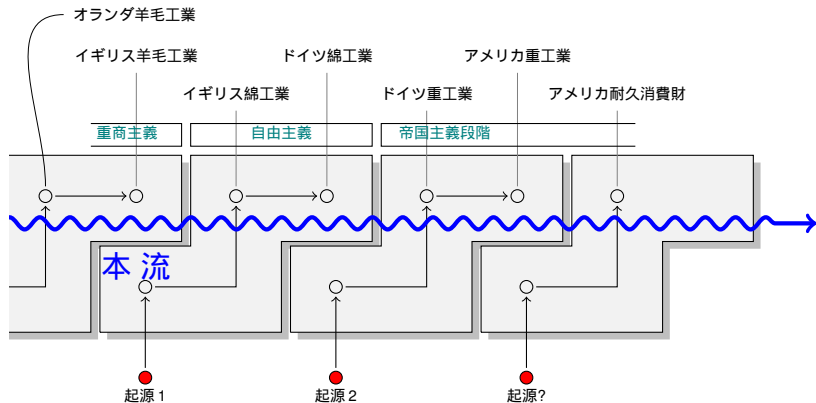 オランダ羊毛工業
イギリス羊毛工業
ドイツ綿工業
アメリカ重工業
イギリス綿工業
ドイツ重工業
アメリカ耐久消費財
重商主義
自由主義
帝国主義段階
本 流
起源 1
起源 2
起源?